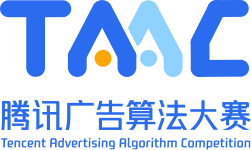 TAAC
腾讯广告算法大赛
Tencent Advertising Algorithm Competition